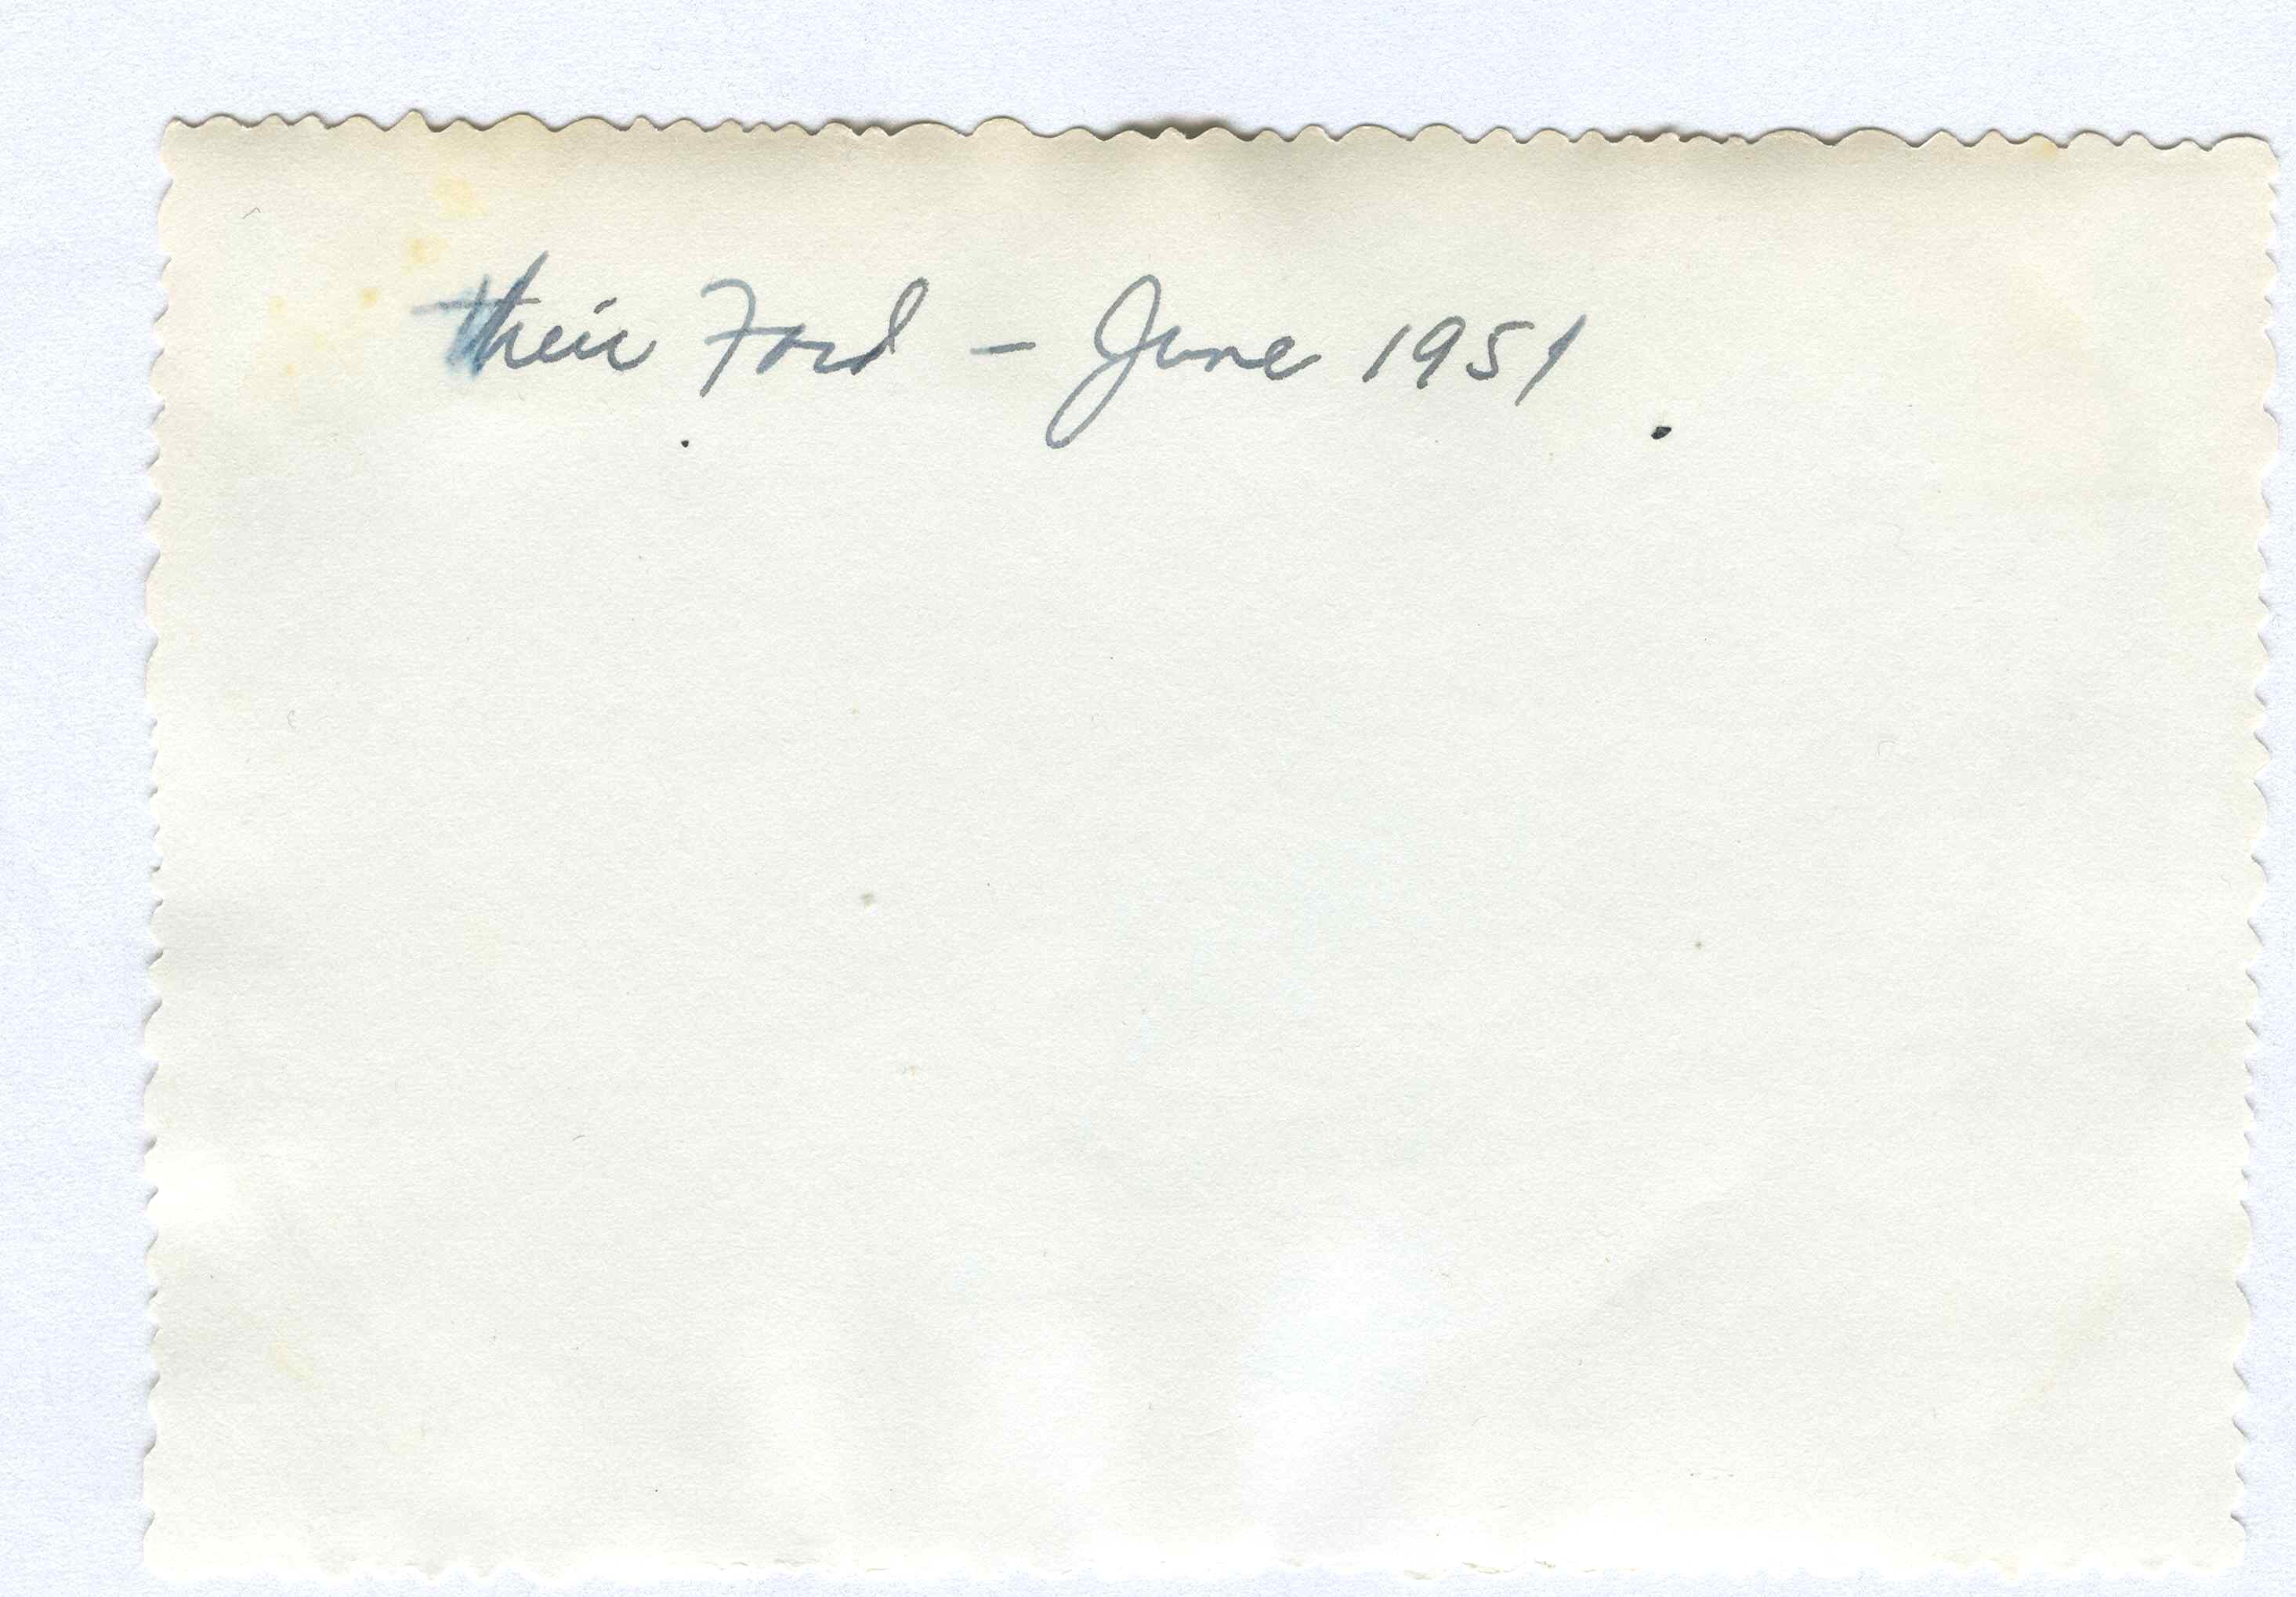 their Ford - June 1951